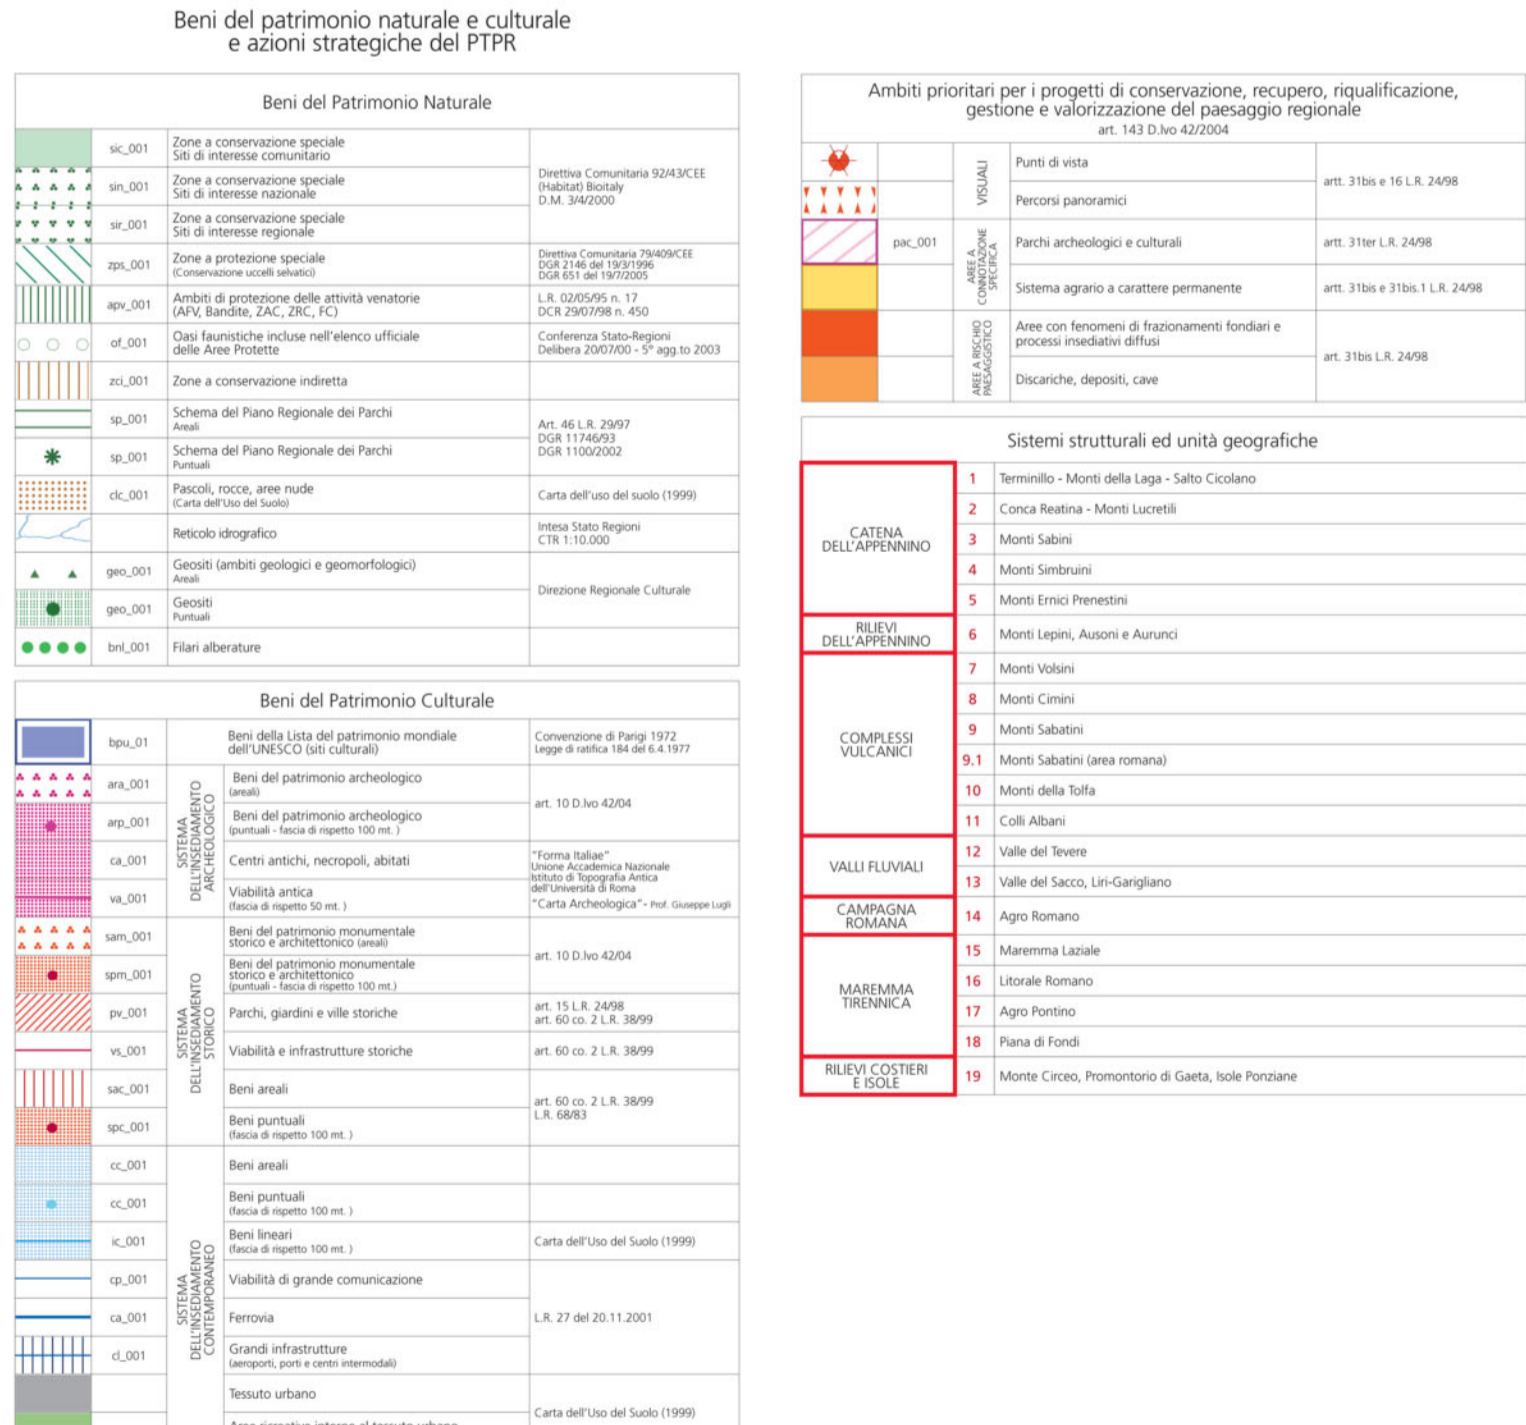 Beni del patrimonio naturale e culturale
e azioni strategiche del PTPR
Beni del Patrimonio Naturale
sic_001
Zone a conservazione speciale
Siti di interesse comunitario
Direttiva Comunitaria 92/43/CEE
(Habitat) Bioitaly
D.M. 3/4/2000
sin_001
Zone a conservazione speciale
Siti di interesse nazionale
sir_001
Zone a conservazione speciale
Siti di interesse regionale
zps_001
Zone a protezione speciale
(Conservazione uccelli selvatici)
Direttiva Comunitaria 79/409/CEE
DGR 2146 del 19/3/1996
DGR 651 del 19/7/2005
apv_001
Ambiti di protezione delle attività venatorie
(AFV, Bandite, ZAC, ZRC, FC)
L.R. 02/05/95 n. 17
DCR 29/07/98 n. 450
of_001
Oasi faunistiche incluse nell'elenco ufficiale
delle Aree Protette
Conferenza Stato-Regioni
Delibera 20/07/00 - 5° agg.to 2003
zci_001
Zone a conservazione indiretta
sp_001
Schema del Piano Regionale dei Parchi
Areali
Art. 46 L.R. 29/97
DGR 11746/93
DGR 1100/2002
sp_001
Schema del Piano Regionale dei Parchi
Puntuali
clc_001
Pascoli, rocce, aree nude
(Carta dell'Uso del Suolo)
Carta dell'uso del suolo (1999)
Reticolo idrografico
Intesa Stato Regioni
CTR 1:10.000
geo_001
Geositi (ambiti geologici e geomorfologici)
Areali
Direzione Regionale Culturale
geo_001
Geositi
Puntuali
bnl_001
Filari alberature
Beni del Patrimonio Culturale
bpu_01
Beni della Lista del patrimonio mondiale
dell'UNESCO (siti culturali)
Convenzione di Parigi 1972
Legge di ratifica 184 del 6.4.1977
SISTEMA
DELL'INSEDIAMENTO
ARCHEOLOGICO
ara_001
Beni del patrimonio archeologico
(areali)
art. 10 D.lvo 42/04
arp_001
Beni del patrimonio archeologico
(puntuali - fascia di rispetto 100 mt. )
ca_001
Centri antichi, necropoli, abitati
"Forma Italiae"
Unione Accademica Nazionale
Istituto di Topografia Antica
dell'Università di Roma
"Carta Archeologica" - Prof. Giuseppe Lugli
va_001
Viabilità antica
(fascia di rispetto 50 mt. )
SISTEMA
DELL'INSEDIAMENTO
STORICO
sam_001
Beni del patrimonio monumentale
storico e architettonico (areali)
art. 10 D.lvo 42/04
spm_001
Beni del patrimonio monumentale
storico e architettonico
(puntuali - fascia di rispetto 100 mt.)
pv_001
Parchi, giardini e ville storiche
art. 15 L.R. 24/98
art. 60 co. 2 L.R. 38/99
vs_001
Viabilità e infrastrutture storiche
art. 60 co. 2 L.R. 38/99
sac_001
Beni areali
art. 60 co. 2 L.R. 38/99
L.R. 68/83
spc_001
Beni puntuali
(fascia di rispetto 100 mt. )
SISTEMA
DELL'INSEDIAMENTO
CONTEMPORANEO
cc_001
Beni areali
cc_001
Beni puntuali
(fascia di rispetto 100 mt. )
ic_001
Beni lineari
(fascia di rispetto 100 mt. )
Carta dell'Uso del Suolo (1999)
cp_001
Viabilità di grande comunicazione
L.R. 27 del 20.11.2001
ca_001
Ferrovia
cl_001
Grandi infrastrutture
(aeroporti, porti e centri intermodali)
Tessuto urbano
Carta dell'Uso del Suolo (1999)
Aree ricreative interne al tessuto urbano
Ambiti prioritari per i progetti di conservazione, recupero, riqualificazione,
gestione e valorizzazione del paesaggio regionale
art. 143 D.lvo 42/2004
VISUALI
Punti di vista
artt. 31bis e 16 L.R. 24/98
Percorsi panoramici
AREE A
CONNOTAZIONE
SPECIFICA
pac_001
Parchi archeologici e culturali
artt. 31ter L.R. 24/98
Sistema agrario a carattere permanente
artt. 31bis e 31bis.1 L.R. 24/98
AREE A RISCHIO
PAESAGGISTICO
Aree con fenomeni di frazionamenti fondiari e
processi insediativi diffusi
art. 31bis L.R. 24/98
Discariche, depositi, cave
Sistemi strutturali ed unità geografiche
CATENA
DELL'APPENNINO
1 Terminillo - Monti della Laga - Salto Cicolano
2 Conca Reatina - Monti Lucretili
3 Monti Sabini
4 Monti Simbruini
5 Monti Ernici Prenestini
RILIEVI
DELL'APPENNINO
6 Monti Lepini, Ausoni e Aurunci
COMPLESSI
VULCANICI
7 Monti Volsini
8 Monti Cimini
9 Monti Sabatini
9.1 Monti Sabatini (area romana)
10 Monti della Tolfa
11 Colli Albani
VALLI FLUVIALI
12 Valle del Tevere
13 Valle del Sacco, Liri-Garigliano
CAMPAGNA
ROMANA
14 Agro Romano
MAREMMA
TIRENNICA
15 Maremma Laziale
16 Litorale Romano
17 Agro Pontino
18 Piana di Fondi
RILIEVI COSTIERI
E ISOLE
19 Monte Circeo, Promontorio di Gaeta, Isole Ponziane